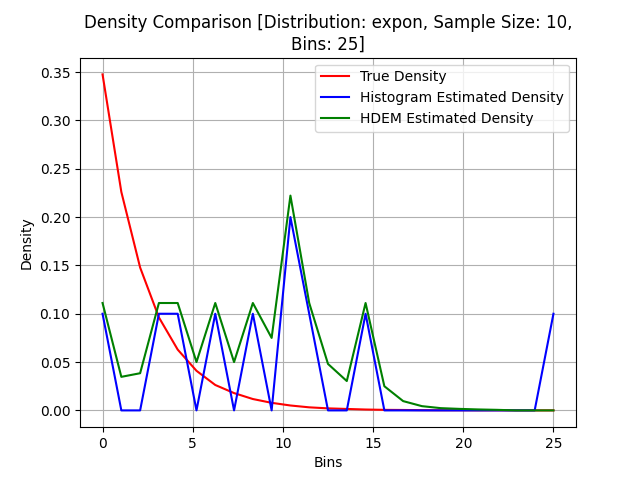 Density Comparison [Distribution: expon, Sample Size: 10,
Bins: 25]
True Density
Histogram Estimated Density
HDEM Estimated Density
Density
0.35
0.30
0.25
0.20
0.15
0.10
0.05
0.00
0 5 10 15 20 25
Bins